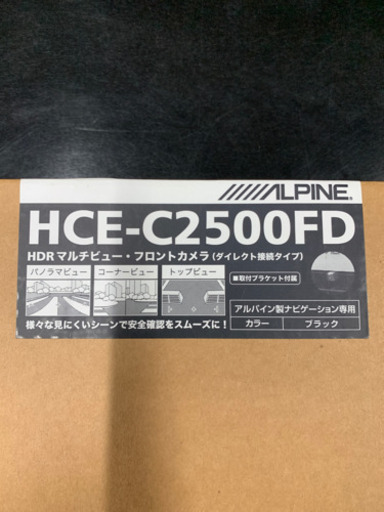 ALPINE
HCE-C2500FD
HDRマルチビュー・フロントカメラ(ダイレクト接続タイプ)
パノラマビュー コーナービュー トップビュー
■取付ブラケット付属
アルパイン製ナビゲーション専用
カラー ブラック
様々な見にくいシーンで安全確認をスムーズに!